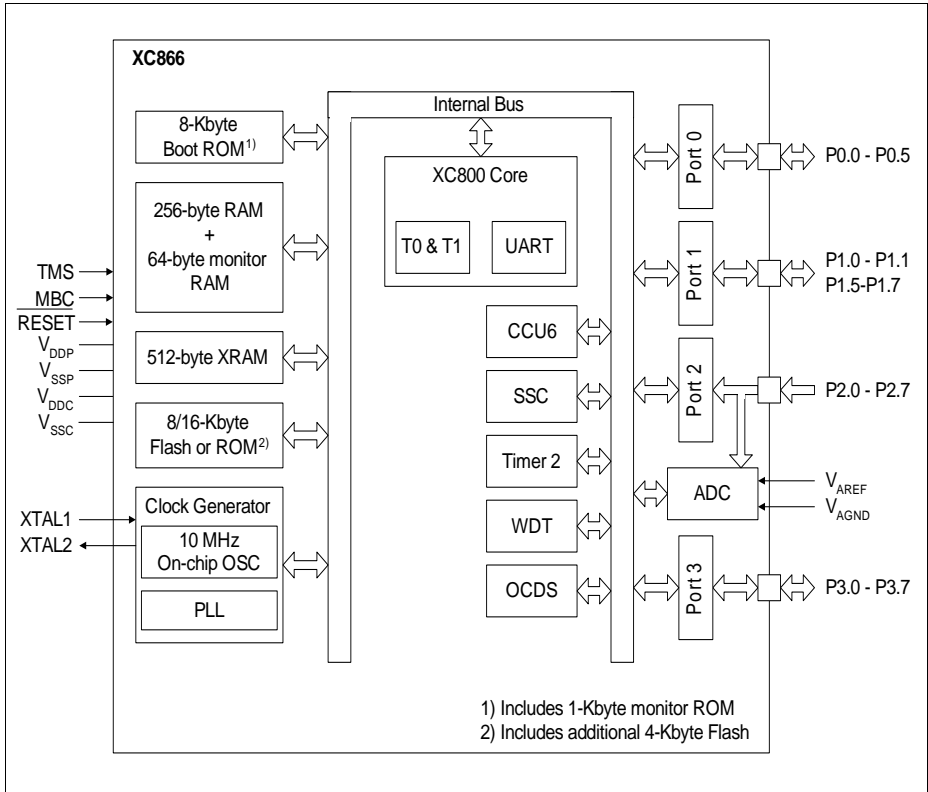 XC866
Internal Bus
8-Kbyte
Boot ROM1)
256-byte RAM
+
64-byte monitor
RAM
512-byte XRAM
8/16-Kbyte
Flash or ROM2)
Clock Generator
10 MHz
On-chip OSC
PLL
TMS
MBC
RESET
VDDP
VSSP
VDDC
VSSC
XTAL1
XTAL2
XC800 Core
T0 & T1
UART
CCU6
SSC
Timer 2
WDT
OCDS
Port 0
Port 1
Port 2
ADC
Port 3
P0.0 - P0.5
P1.0 - P1.1
P1.5-P1.7
P2.0 - P2.7
VAREF
VAGND
P3.0 - P3.7
1) Includes 1-Kbyte monitor ROM
2) Includes additional 4-Kbyte Flash